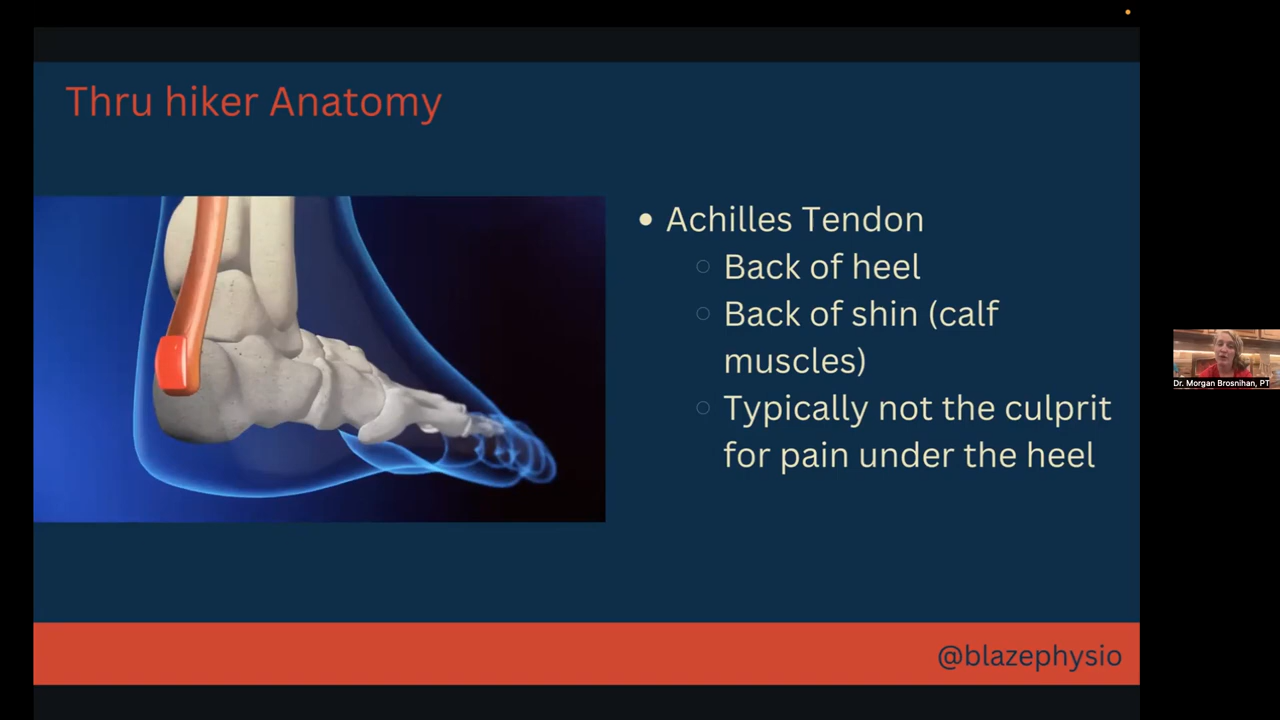 Thru hiker Anatomy
Achilles Tendon
Back of heel
Back of shin (calf
muscles)
Typically not the culprit
for pain under the heel
Dr. Morgan Brosnihan, PT
@blazephysio